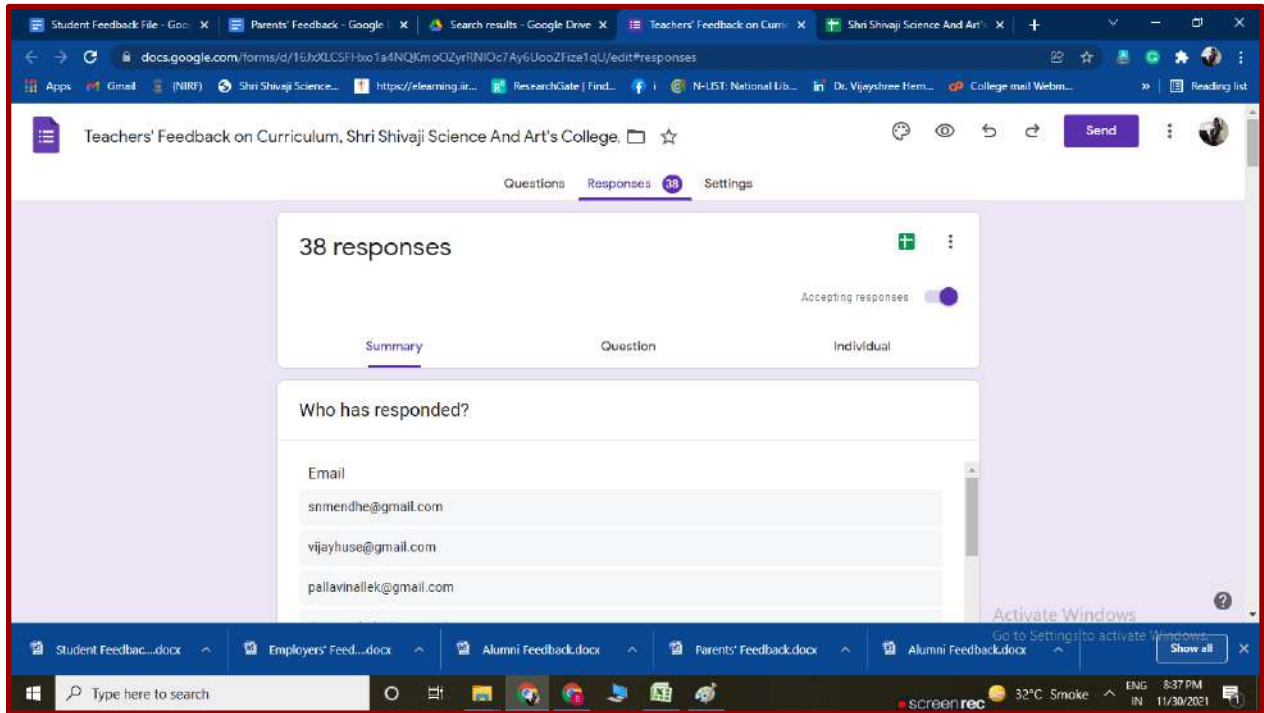 Student Feedback File - Goo
Parents' Feedback - Google
Search results - Google Drive
Teachers' Feedback on Curric
Shri Shivaji Science And Art's
docs.google.com/forms/d/
/edit#responses
Apps
Gmail
(NIRF)
Shri Shivaji Science...
https://elearning.iir...
ResearchGate | Find...
i
N-LIST: National Lib...
Dr. Vijayshree Hem...
College mail Webm...
»
Reading list
Teachers' Feedback on Curriculum, Shri Shivaji Science And Art's College,
Send
Questions
Responses 38
Settings
38 responses
Accepting responses
Summary
Question
Individual
Who has responded?
Email
snmendhe@gmail.com
vijayhuse@gmail.com
pallavinallek@gmail.com
Activate Windows
Go to Settings to activate Windows.
Student Feedbac....docx
Employers' Feed...docx
Alumni Feedback.docx
Parents' Feedback.docx
Alumni Feedback.docx
Show all
Type here to search
screenrec
32°C Smoke
ENG
IN
8:37 PM
11/30/2021
1